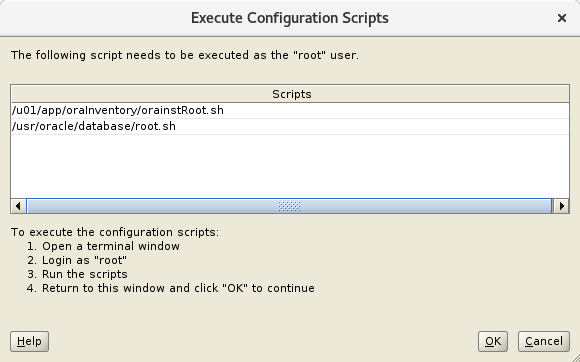 Execute Configuration Scripts
The following script needs to be executed as the "root" user.
Scripts
/u01/app/oraInventory/orainstRoot.sh
/usr/oracle/database/root.sh
To execute the configuration scripts:
1. Open a terminal window
2. Login as "root"
3. Run the scripts
4. Return to this window and click "OK" to continue
Help
OK
Cancel